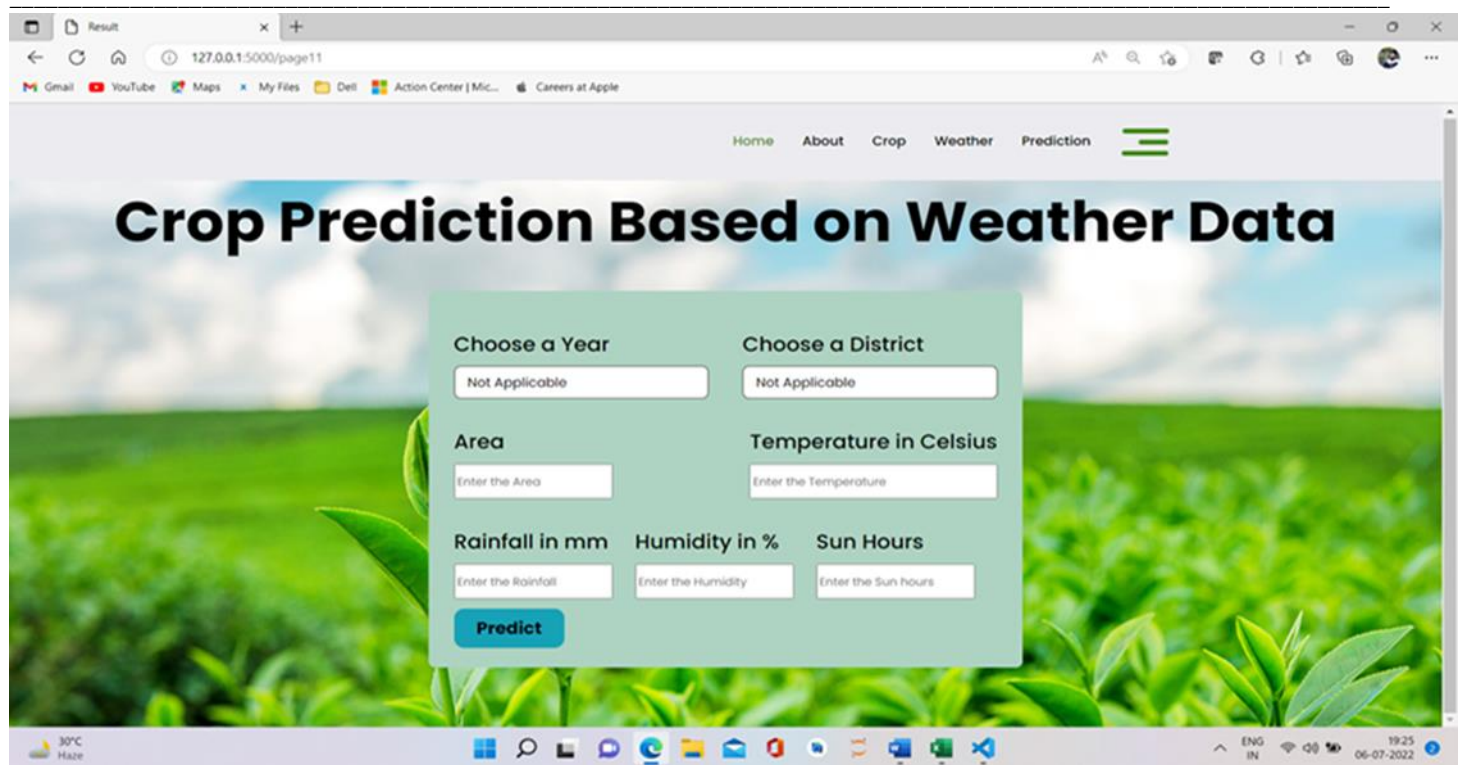 Result
127.0.0.1:5000/page11
Gmail YouTube Maps My Files Dell Action Center | Mic... Careers at Apple
Home About Crop Weather Prediction
Crop Prediction Based on Weather Data
Choose a Year Choose a District
Not Applicable Not Applicable
Area Temperature in Celsius
Enter the Area Enter the Temperature
Rainfall in mm Humidity in % Sun Hours
Enter the Rainfall Enter the Humidity Enter the Sun hours
Predict
30°C
Haze
ENG
IN
19:25
06-07-2022
2